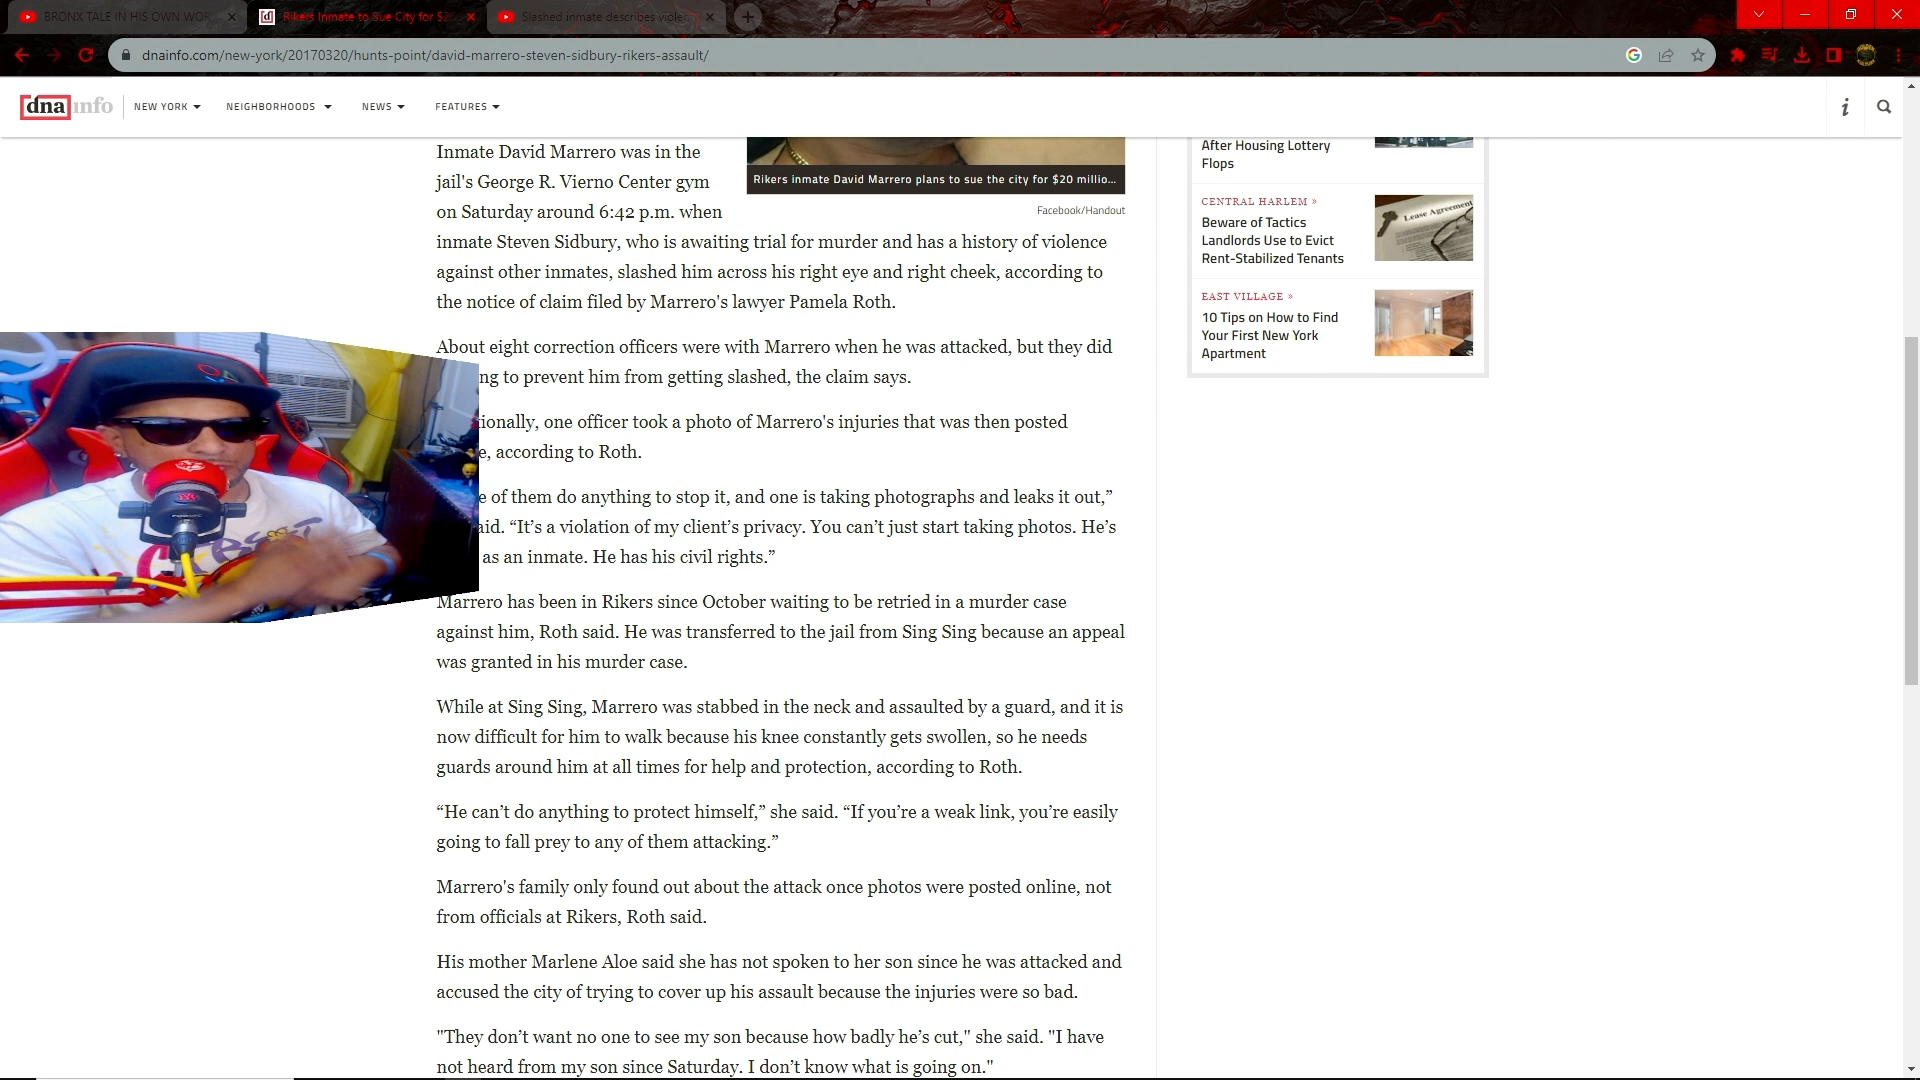 BRONX TALE IN HIS OWN WOR
Rikers Inmate to Sue City for $2
Slashed inmate describes violen
dnainfo.com/new-york/20170320/hunts-point/david-marrero-steven-sidbury-rikers-assault/
dnainfo
NEW YORK
NEIGHBORHOODS
NEWS
FEATURES
Inmate David Marrero was in the
jail's George R. Vierno Center gym
on Saturday around 6:42 p.m. when
inmate Steven Sidbury, who is awaiting trial for murder and has a history of violence
against other inmates, slashed him across his right eye and right cheek, according to
the notice of claim filed by Marrero's lawyer Pamela Roth.
Rikers inmate David Marrero plans to sue the city for $20 millio...
Facebook/Handout
About eight correction officers were with Marrero when he was attacked, but they did
ng to prevent him from getting slashed, the claim says.
ionally, one officer took a photo of Marrero's injuries that was then posted
e, according to Roth.
e of them do anything to stop it, and one is taking photographs and leaks it out,”
aid. “It’s a violation of my client’s privacy. You can’t just start taking photos. He’s
as an inmate. He has his civil rights.”
Marrero has been in Rikers since October waiting to be retried in a murder case
against him, Roth said. He was transferred to the jail from Sing Sing because an appeal
was granted in his murder case.
While at Sing Sing, Marrero was stabbed in the neck and assaulted by a guard, and it is
now difficult for him to walk because his knee constantly gets swollen, so he needs
guards around him at all times for help and protection, according to Roth.
“He can’t do anything to protect himself,” she said. “If you’re a weak link, you’re easily
going to fall prey to any of them attacking.”
Marrero's family only found out about the attack once photos were posted online, not
from officials at Rikers, Roth said.
His mother Marlene Aloe said she has not spoken to her son since he was attacked and
accused the city of trying to cover up his assault because the injuries were so bad.
"They don’t want no one to see my son because how badly he’s cut," she said. "I have
not heard from my son since Saturday. I don’t know what is going on."
After Housing Lottery
Flops
CENTRAL HARLEM »
Beware of Tactics
Landlords Use to Evict
Rent-Stabilized Tenants
Lease Agreement
EAST VILLAGE »
10 Tips on How to Find
Your First New York
Apartment